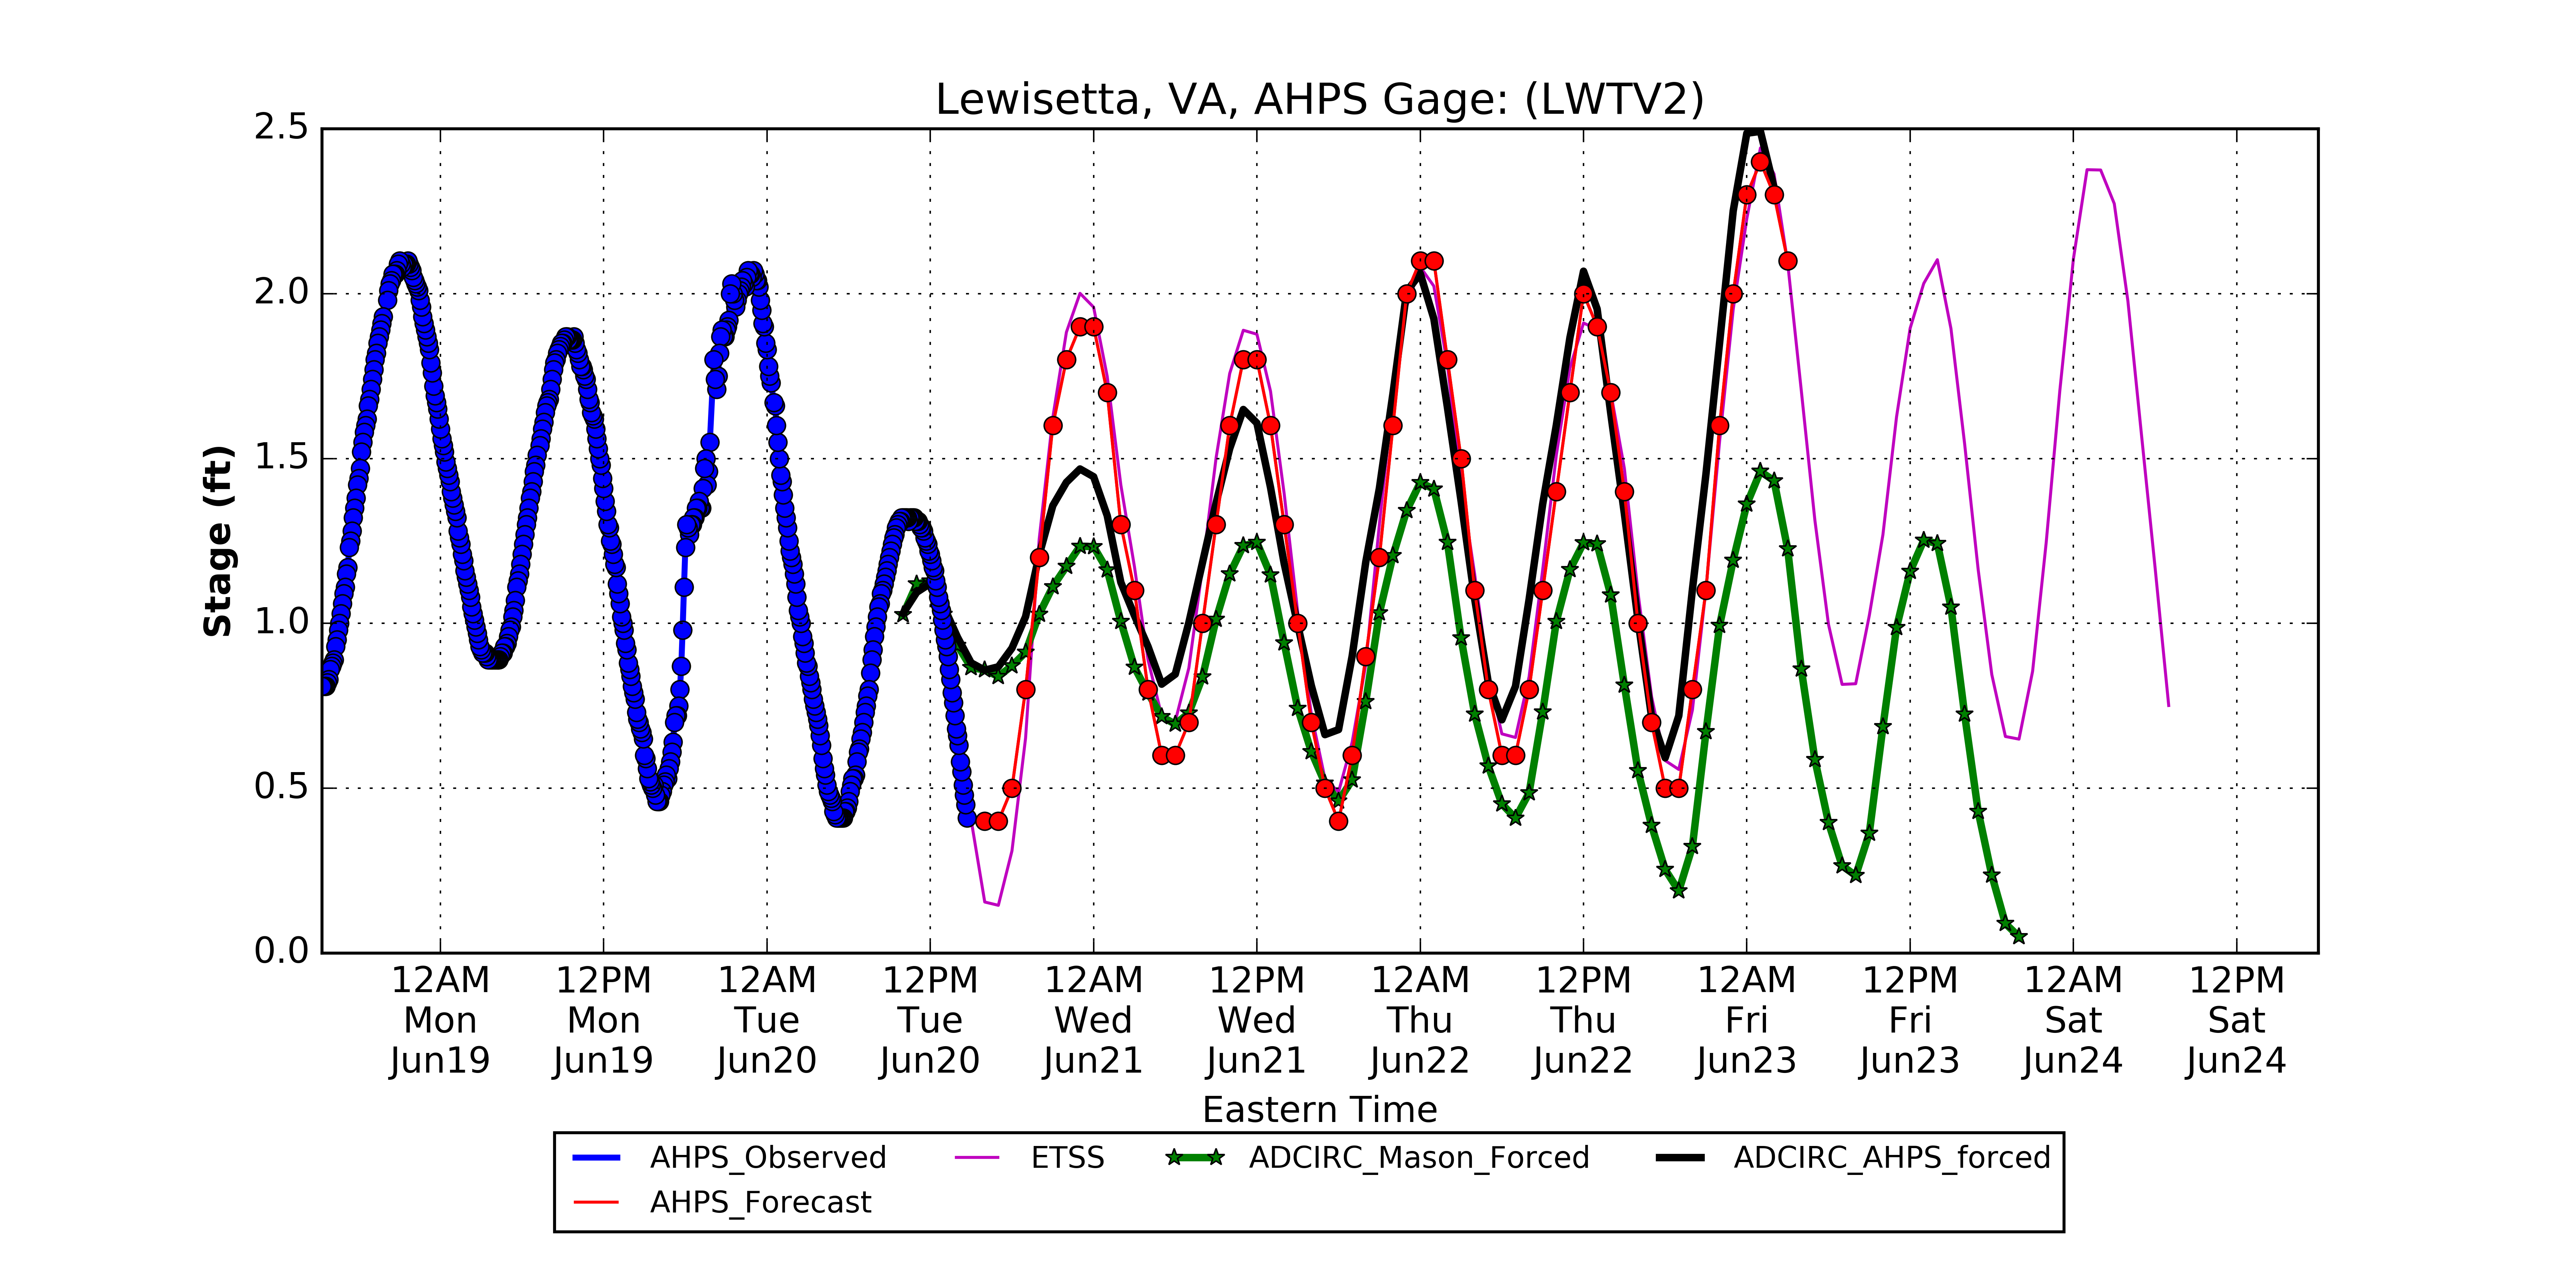 Lewisetta, VA, AHPS Gage: (LWTV2)
Stage (ft)
2.5
2.0
1.5
1.0
0.5
0.0
12AM 12PM 12AM 12PM 12AM 12PM 12AM 12PM 12AM 12PM 12AM 12PM
Mon Mon Tue Tue Wed Wed Thu Thu Fri Fri Sat Sat
Jun19 Jun19 Jun20 Jun20 Jun21 Jun21 Jun22 Jun22 Jun23 Jun23 Jun24 Jun24
Eastern Time
AHPS_Observed ETSS ADCIRC_Mason_Forced ADCIRC_AHPS_forced
AHPS_Forecast